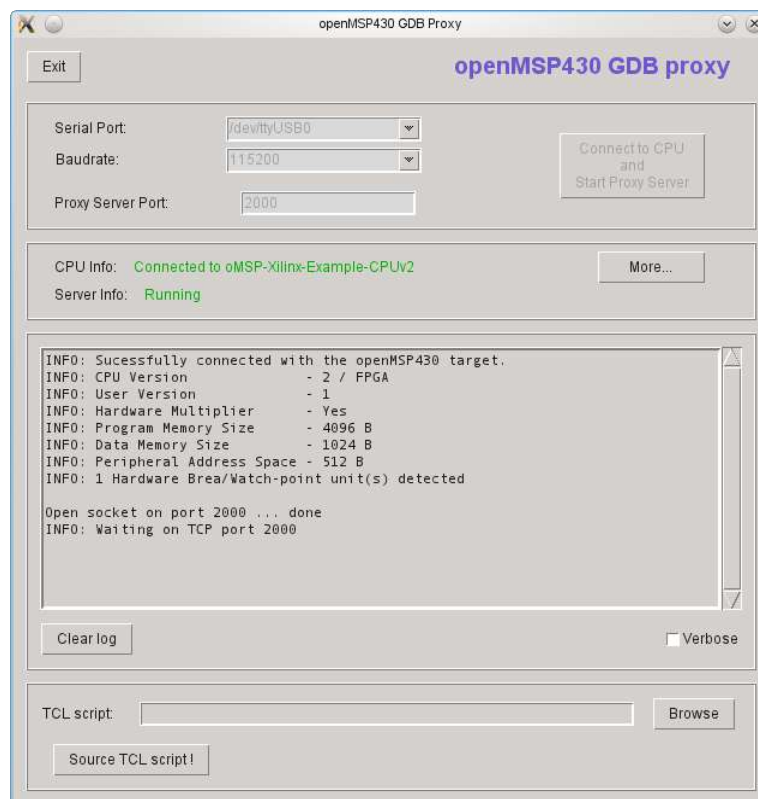 openMSP430 GDB Proxy
Exit
openMSP430 GDB proxy
Serial Port:
/dev/ttyUSB0
Baudrate:
115200
Connect to CPU
and
Start Proxy Server
Proxy Server Port:
2000
CPU Info: Connected to oMSP-Xilinx-Example-CPUv2
More...
Server Info: Running
INFO: Sucessfully connected with the openMSP430 target.
INFO: CPU Version - 2 / FPGA
INFO: User Version - 1
INFO: Hardware Multiplier - Yes
INFO: Program Memory Size - 4096 B
INFO: Data Memory Size - 1024 B
INFO: Peripheral Address Space - 512 B
INFO: 1 Hardware Brea/Watch-point unit(s) detected
Open socket on port 2000 ... done
INFO: Waiting on TCP port 2000
Clear log
Verbose
TCL script:
Browse
Source TCL script !